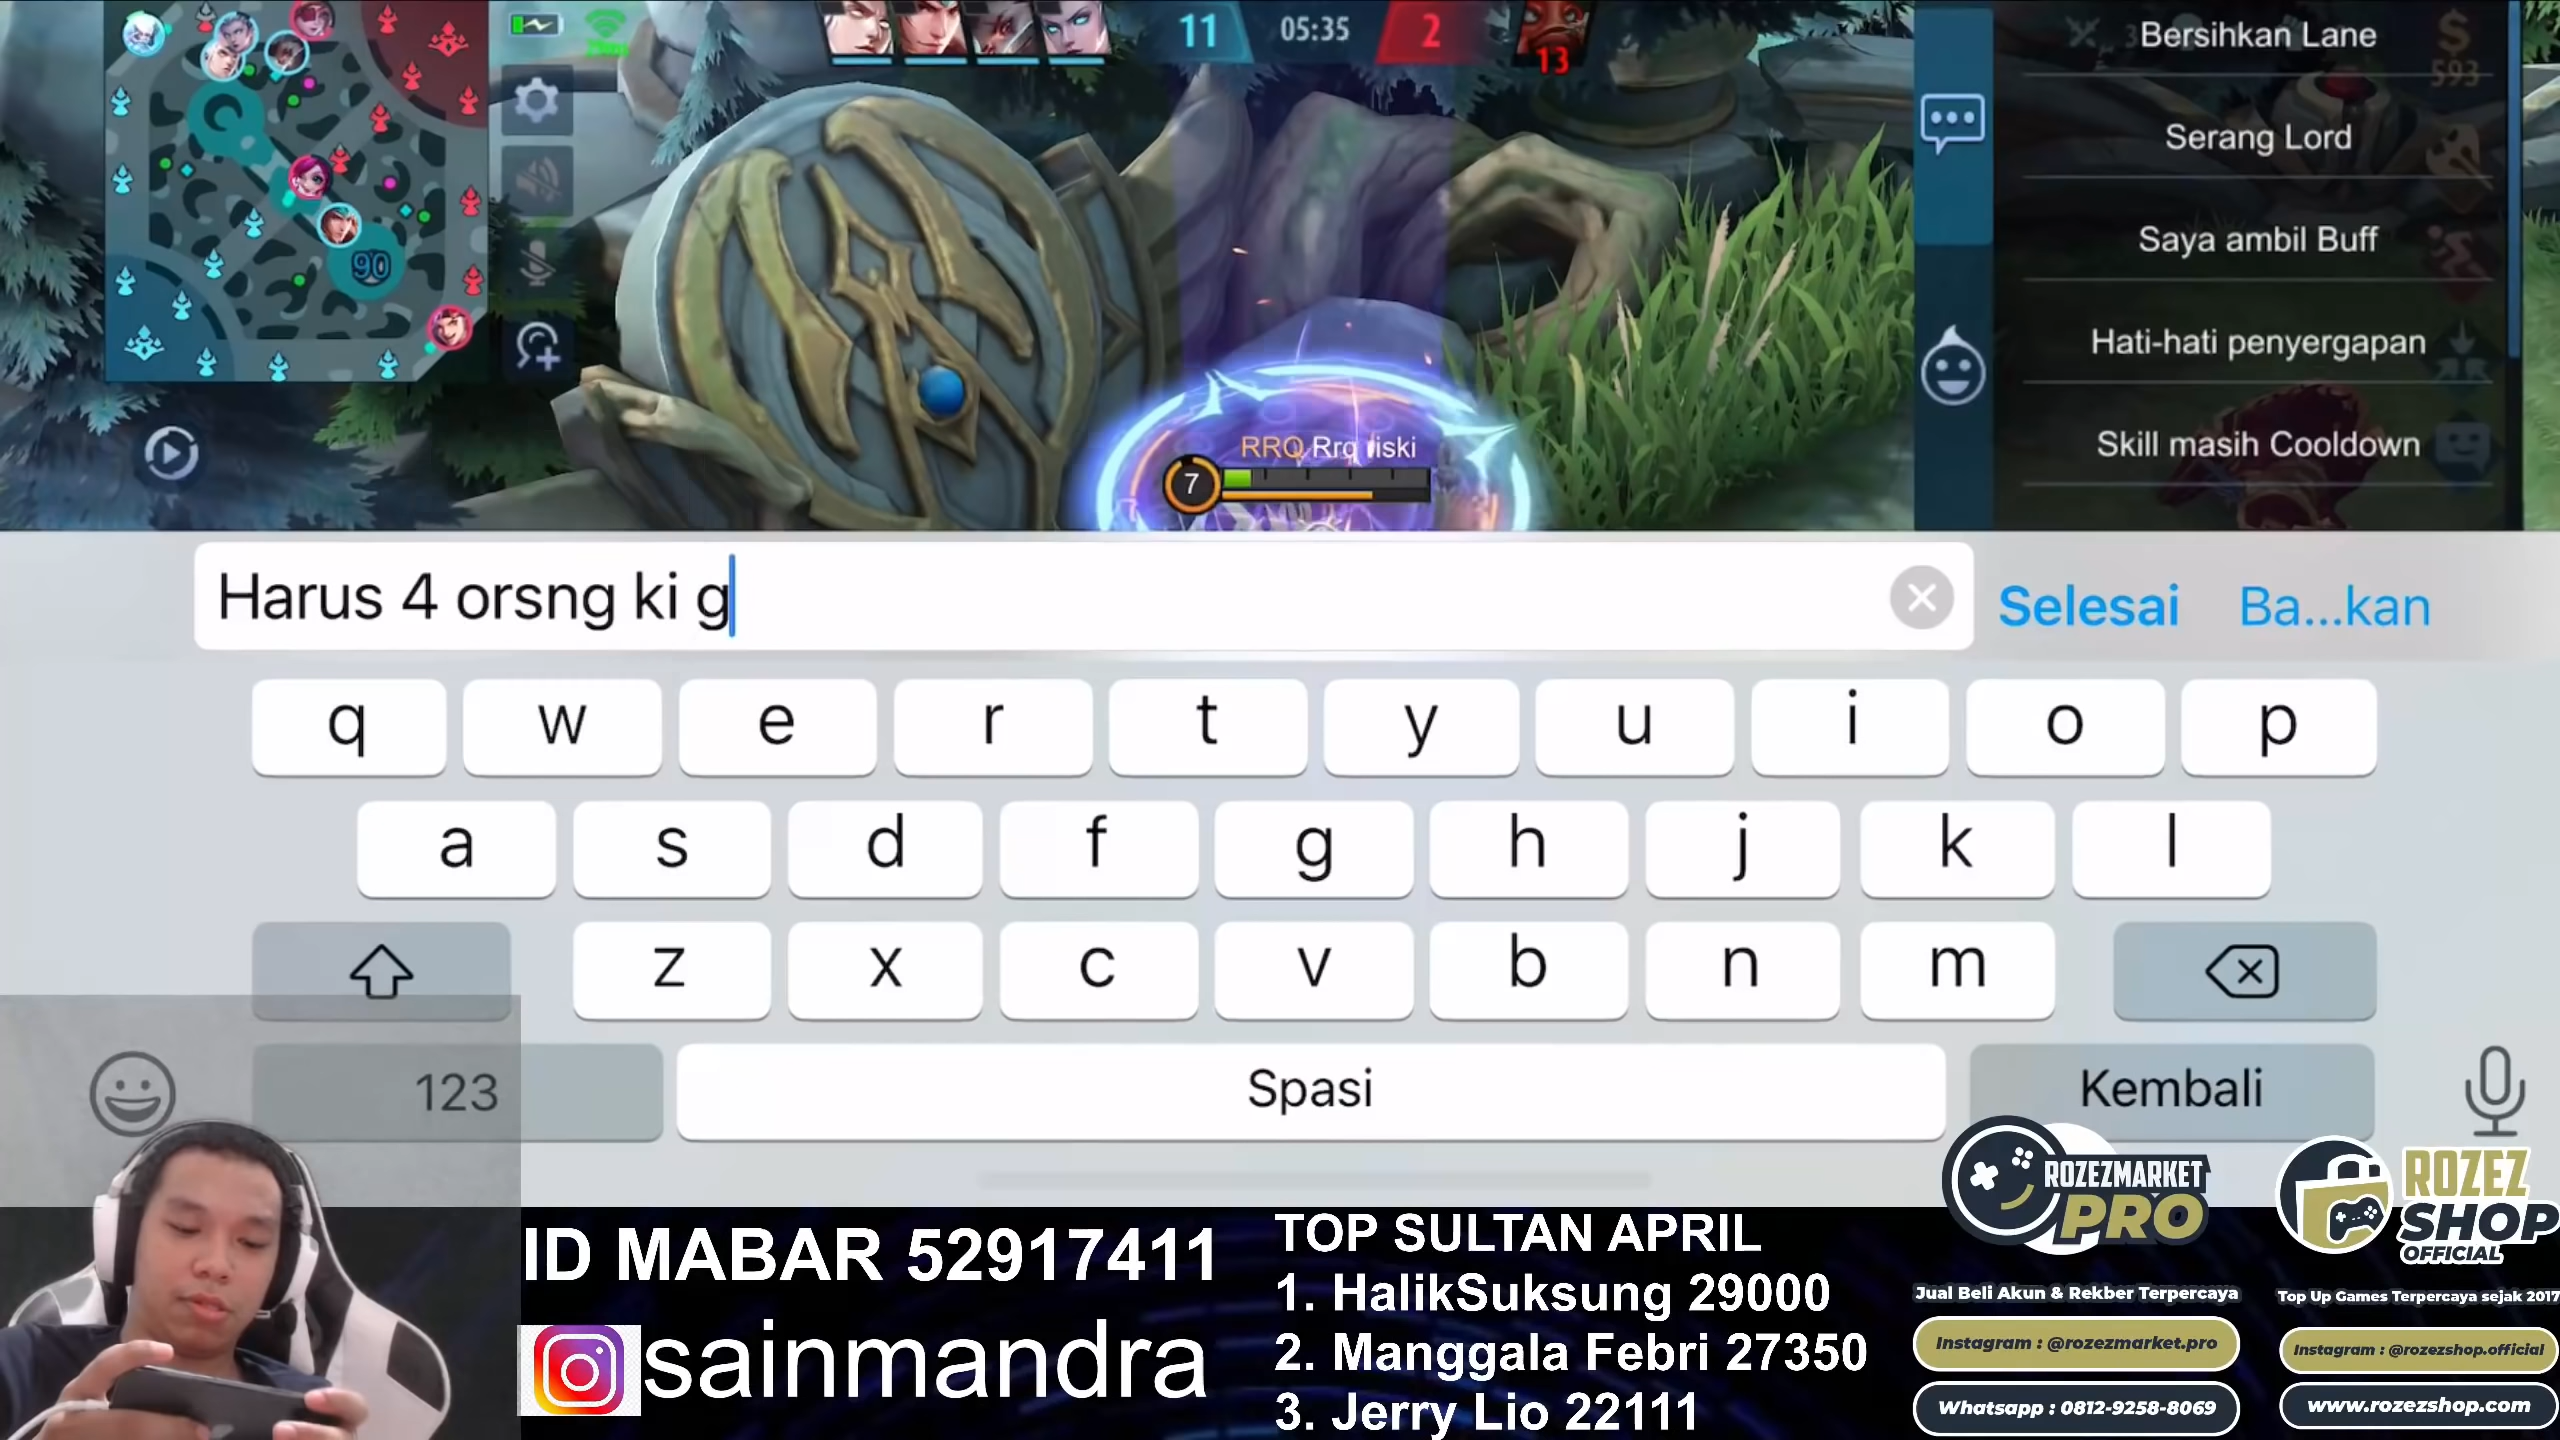 11
05:35
2
13
90
593
Bersihkan Lane
Serang Lord
Saya ambil Buff
Hati-hati penyergapan
Skill masih Cooldown
RRQ Rrq riski
7
Harus 4 orsng ki g
Selesai
Ba...kan
q w e r t y u i o p
a s d f g h j k l
z x c v b n m
123
Spasi
Kembali
ID MABAR 52917411
sainmandra
TOP SULTAN APRIL
1. HalikSuksung 29000
2. Manggala Febri 27350
3. Jerry Lio 22111
ROZEZMARKET
PRO
Jual Beli Akun & Rekber Terpercaya
Instagram : @rozezmarket.pro
Whatsapp : 0812-9258-8069
ROZEZ
SHOP
OFFICIAL
Top Up Games Terpercaya sejak 2017
Instagram : @rozezshop.official
www.rozezshop.com